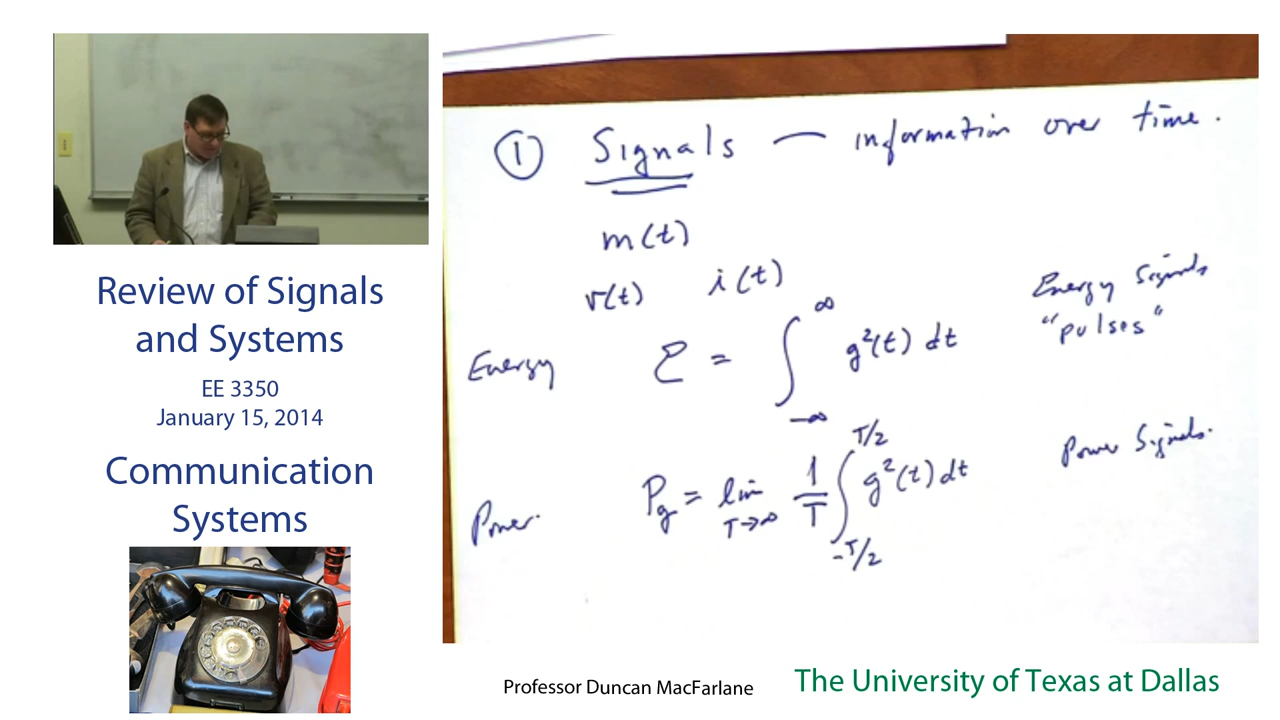 Review of Signals
and Systems
EE 3350
January 15, 2014
Communication
Systems
① Signals — information over time.
m(t)
v(t) i(t)
Energy Signals
"pulses"
Energy ℰ = ∫_{-∞}^{∞} g²(t) dt
Power Signals.
Power. P_g = lim_{T→∞} 1/T ∫_{-T/2}^{T/2} g²(t) dt
Professor Duncan MacFarlane
The University of Texas at Dallas